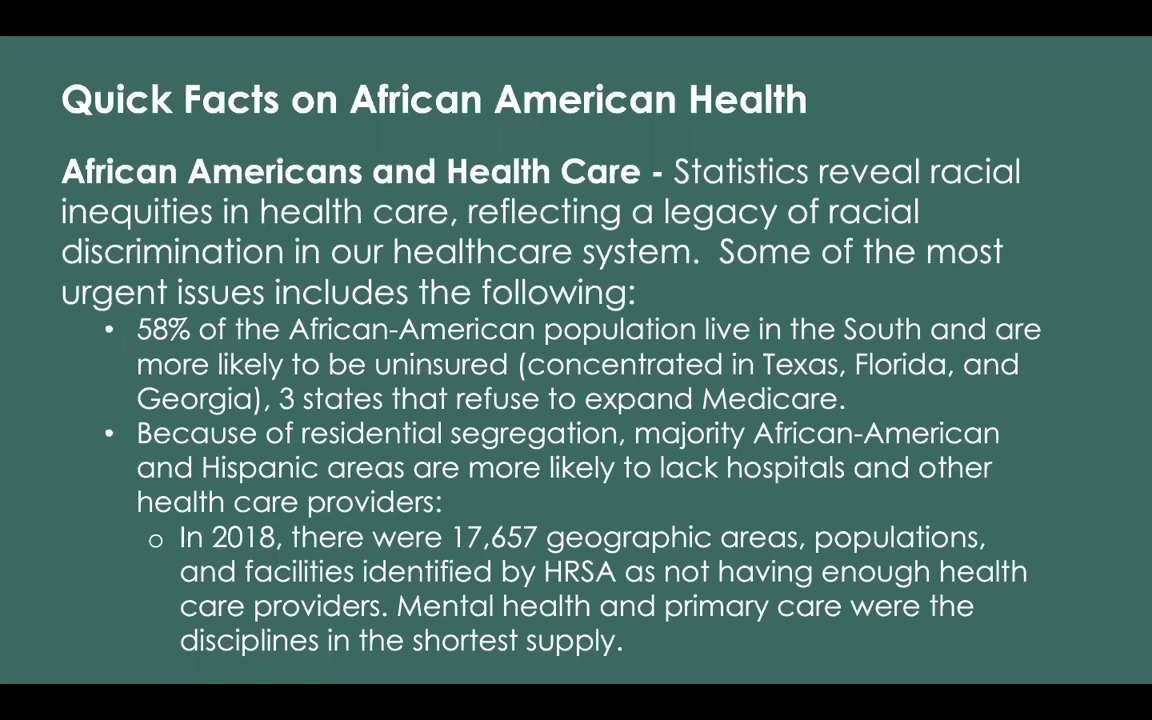 Quick Facts on African American Health
African Americans and Health Care - Statistics reveal racial
inequities in health care, reflecting a legacy of racial
discrimination in our healthcare system.  Some of the most
urgent issues includes the following:
• 58% of the African-American population live in the South and are
more likely to be uninsured (concentrated in Texas, Florida, and
Georgia), 3 states that refuse to expand Medicare.
• Because of residential segregation, majority African-American
and Hispanic areas are more likely to lack hospitals and other
health care providers:
o In 2018, there were 17,657 geographic areas, populations,
and facilities identified by HRSA as not having enough health
care providers. Mental health and primary care were the
disciplines in the shortest supply.